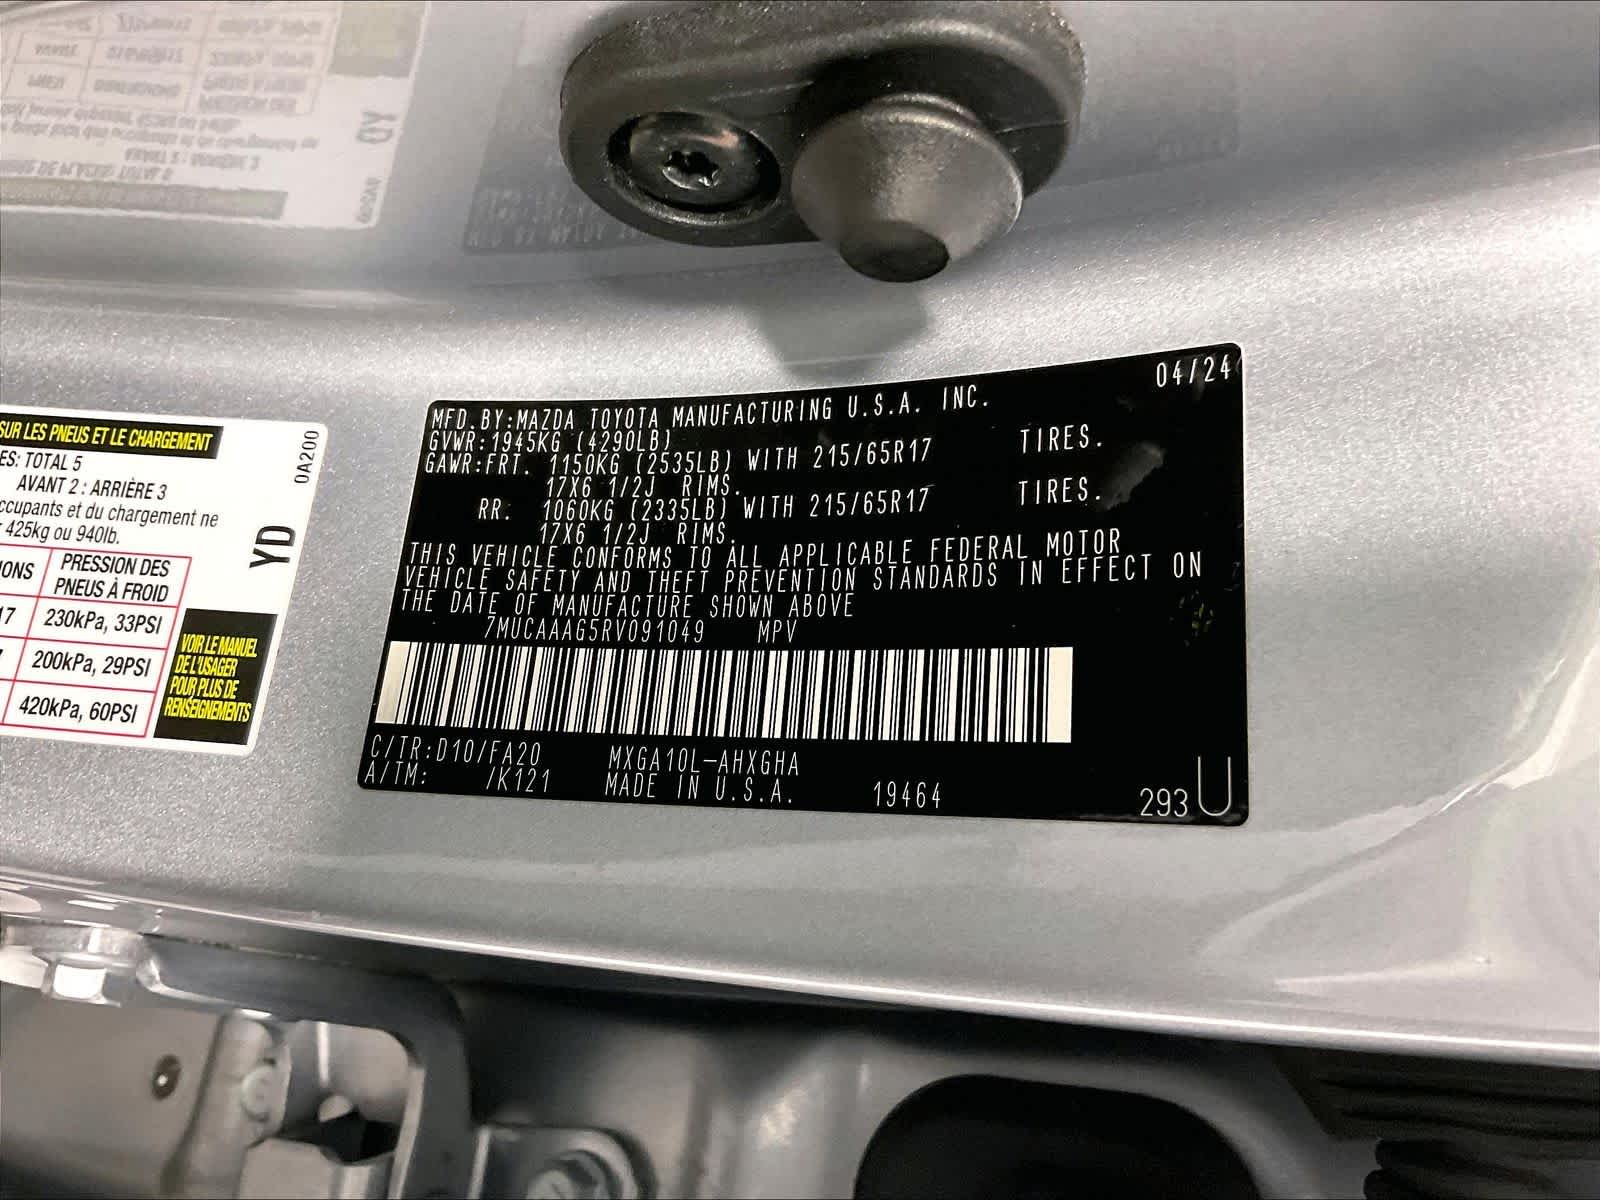 SUR LES PNEUS ET LE CHARGEMENT
ES: TOTAL 5
AVANT 2 : ARRIÈRE 3
ccupants et du chargement ne
425kg ou 940lb.
IONS PRESSION DES
PNEUS À FROID
17 230kPa, 33PSI
200kPa, 29PSI
420kPa, 60PSI
VOIR LE MANUEL
DE L'USAGER
POUR PLUS DE
RENSEIGNEMENTS
0A200
YD
04/24
MFD.BY:MAZDA TOYOTA MANUFACTURING U.S.A. INC.
GVWR:1945KG (4290LB)
GAWR:FRT. 1150KG (2535LB) WITH 215/65R17 TIRES.
17X6 1/2J RIMS.
RR. 1060KG (2335LB) WITH 215/65R17 TIRES.
17X6 1/2J RIMS.
THIS VEHICLE CONFORMS TO ALL APPLICABLE FEDERAL MOTOR
VEHICLE SAFETY AND THEFT PREVENTION STANDARDS IN EFFECT ON
THE DATE OF MANUFACTURE SHOWN ABOVE
7MUCAAAG5RV091049 MPV
C/TR:D10/FA20 MXGA10L-AHXGHA
A/TM: /K121 MADE IN U.S.A. 19464 293 U